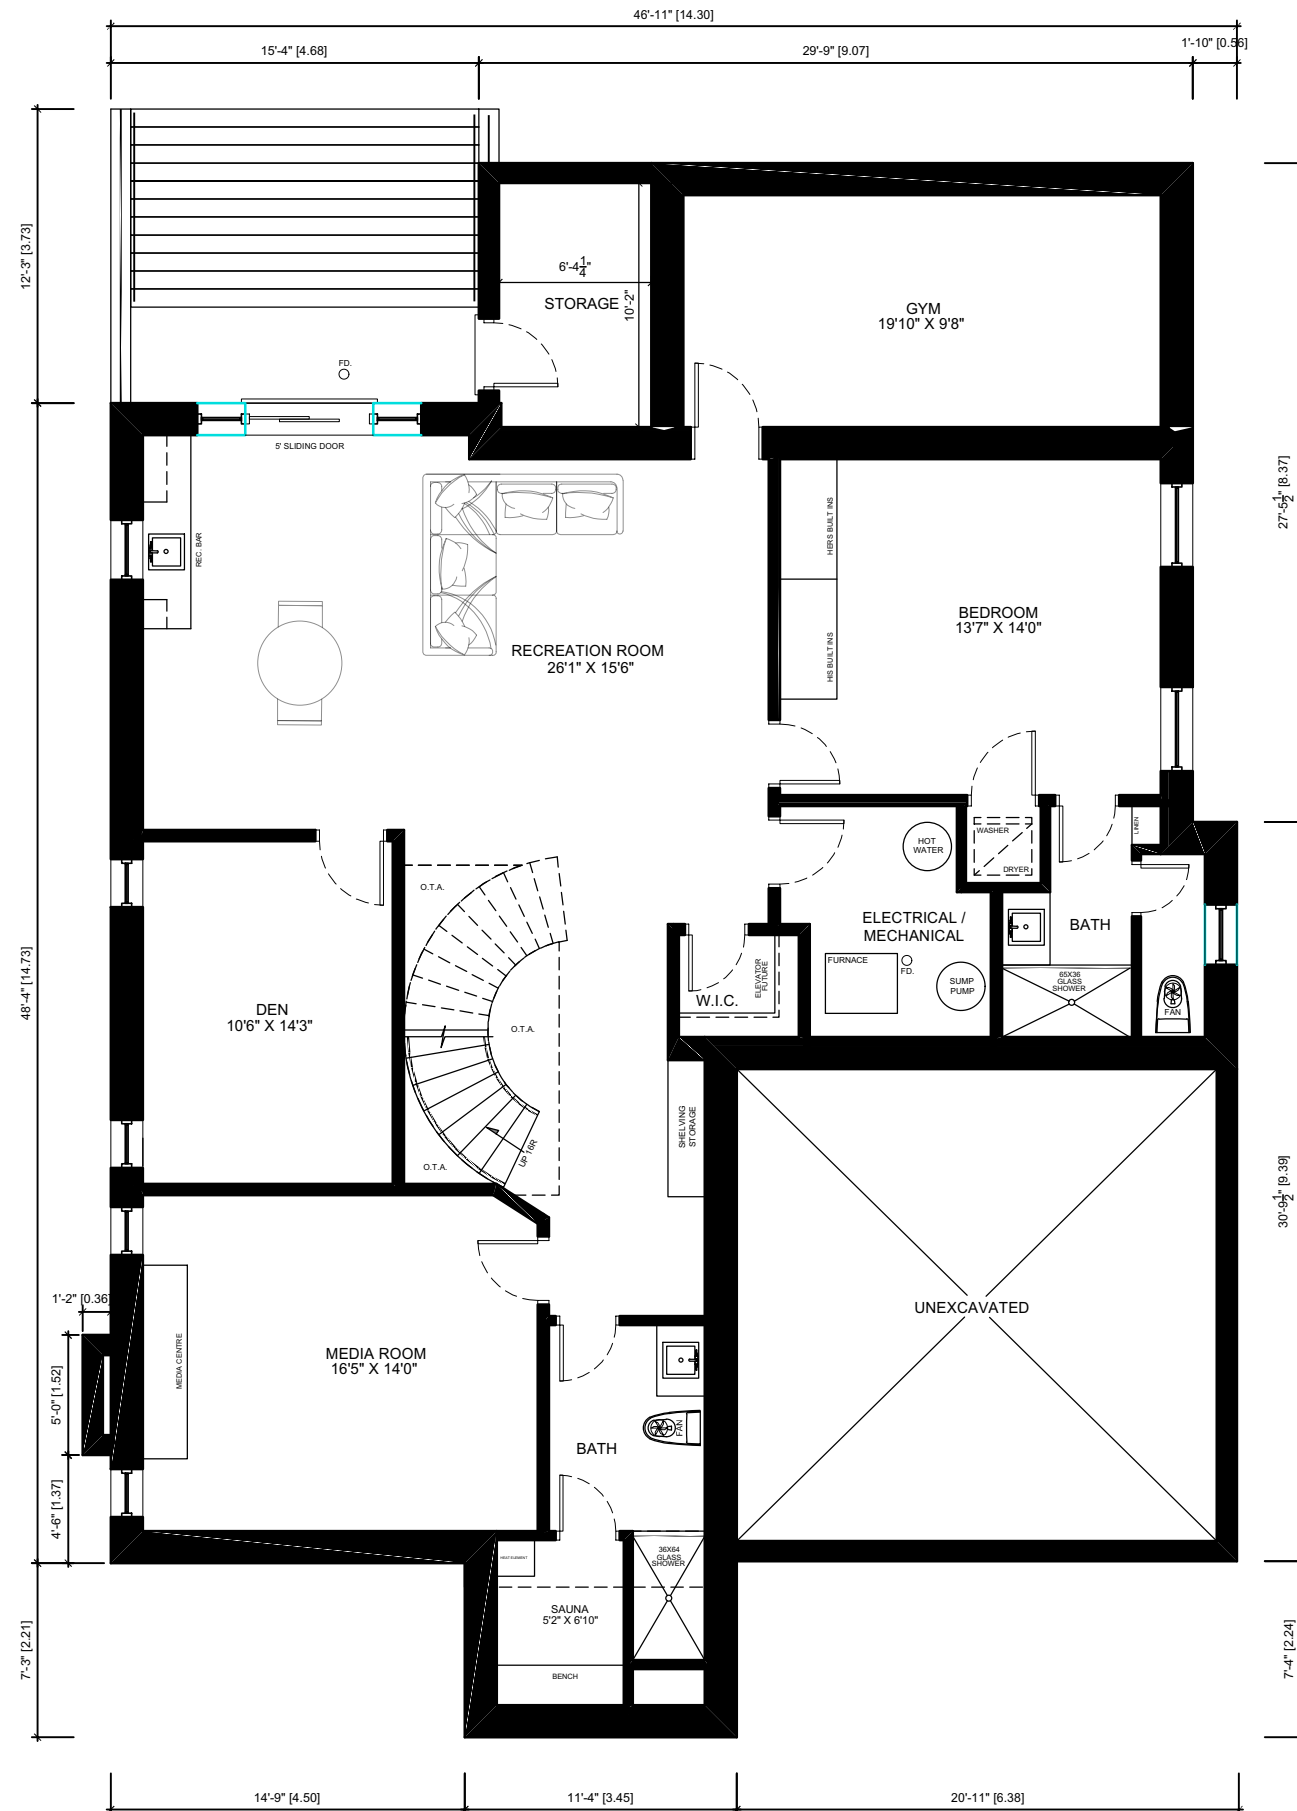 46'-11" [14.30]
15'-4" [4.68]
29'-9" [9.07]
1'-10" [0.56]
12'-3" [3.73]
6'-4 1/4"
STORAGE
10'-2"
GYM
19'10" X 9'8"
FD.
5' SLIDING DOOR
REC. BAR
HERS BUILT INS
HIS BUILT INS
27'-5 1/2" [8.37]
BEDROOM
13'7" X 14'0"
RECREATION ROOM
26'1" X 15'6"
WASHER
DRYER
LINEN
HOT
WATER
O.T.A.
ELECTRICAL /
MECHANICAL
BATH
48'-4" [14.73]
FURNACE
FD.
SUMP
PUMP
65X36
GLASS
SHOWER
FAN
ELEVATOR
FUTURE
W.I.C.
DEN
10'6" X 14'3"
O.T.A.
SHELVING
STORAGE
UP 16R
O.T.A.
30'-9 1/2" [9.39]
UNEXCAVATED
1'-2" [0.36]
MEDIA CENTRE
MEDIA ROOM
16'5" X 14'0"
5'-0" [1.52]
FAN
BATH
4'-6" [1.37]
HEAT ELEMENT
36X64
GLASS
SHOWER
SAUNA
5'2" X 6'10"
BENCH
7'-3" [2.21]
7'-4" [2.24]
14'-9" [4.50]
11'-4" [3.45]
20'-11" [6.38]